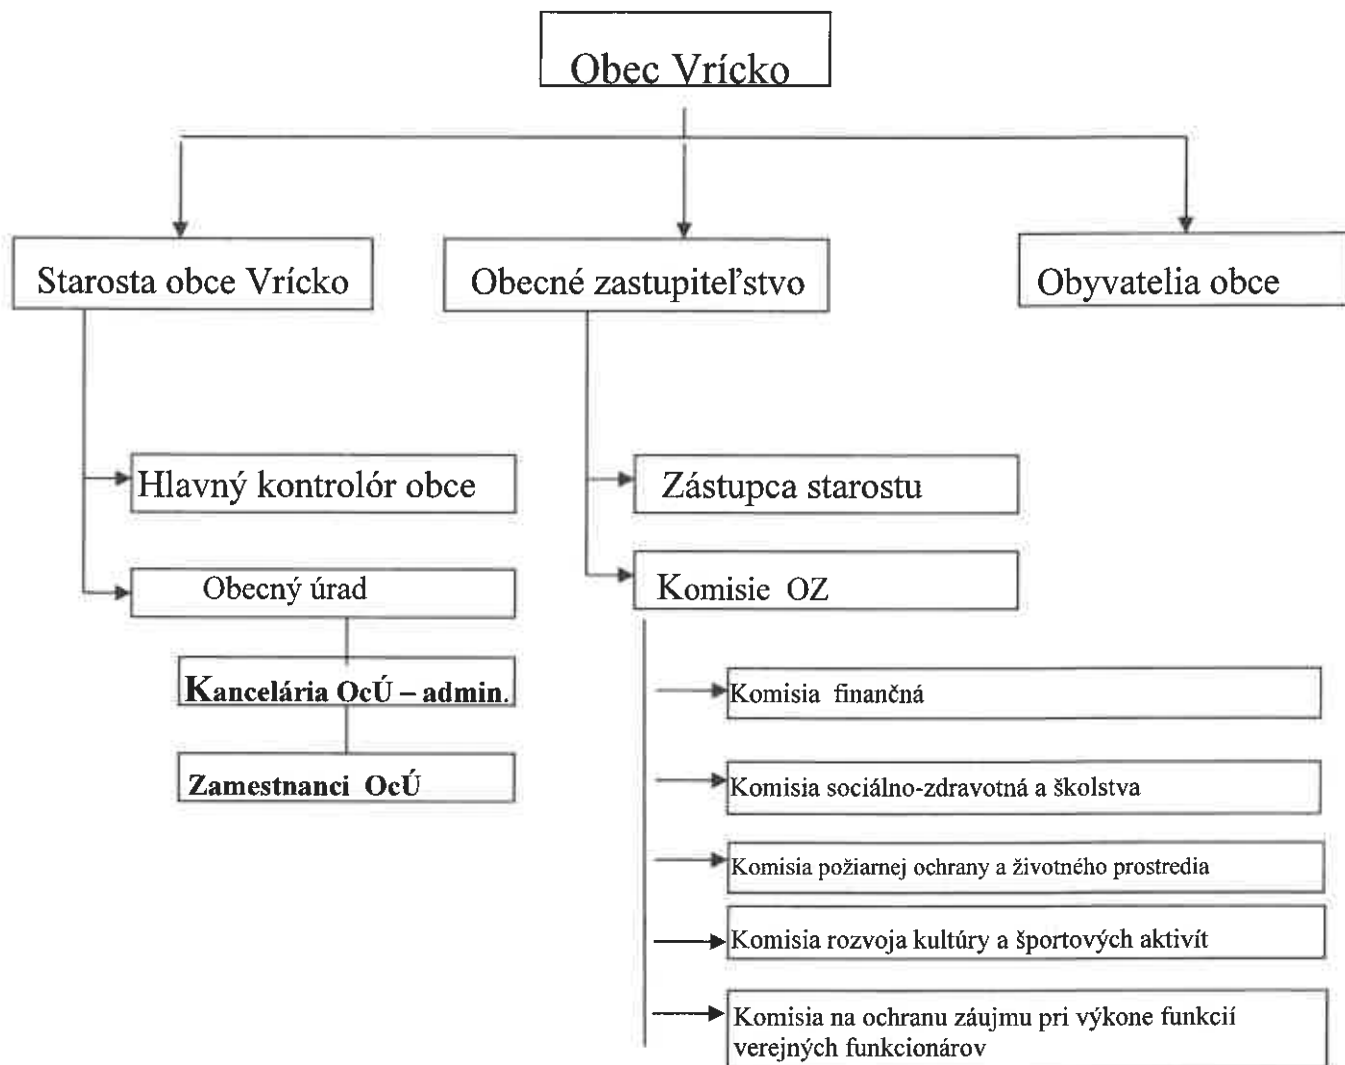 Obec Vrícko
Starosta obce Vrícko
Obecné zastupiteľstvo
Obyvatelia obce
Hlavný kontrolór obce
Zástupca starostu
Obecný úrad
Komisie OZ
Kancelária OcÚ – admin.
Zamestnanci OcÚ
Komisia finančná
Komisia sociálno-zdravotná a školstva
Komisia požiarnej ochrany a životného prostredia
Komisia rozvoja kultúry a športových aktivít
Komisia na ochranu záujmu pri výkone funkcií
verejných funkcionárov